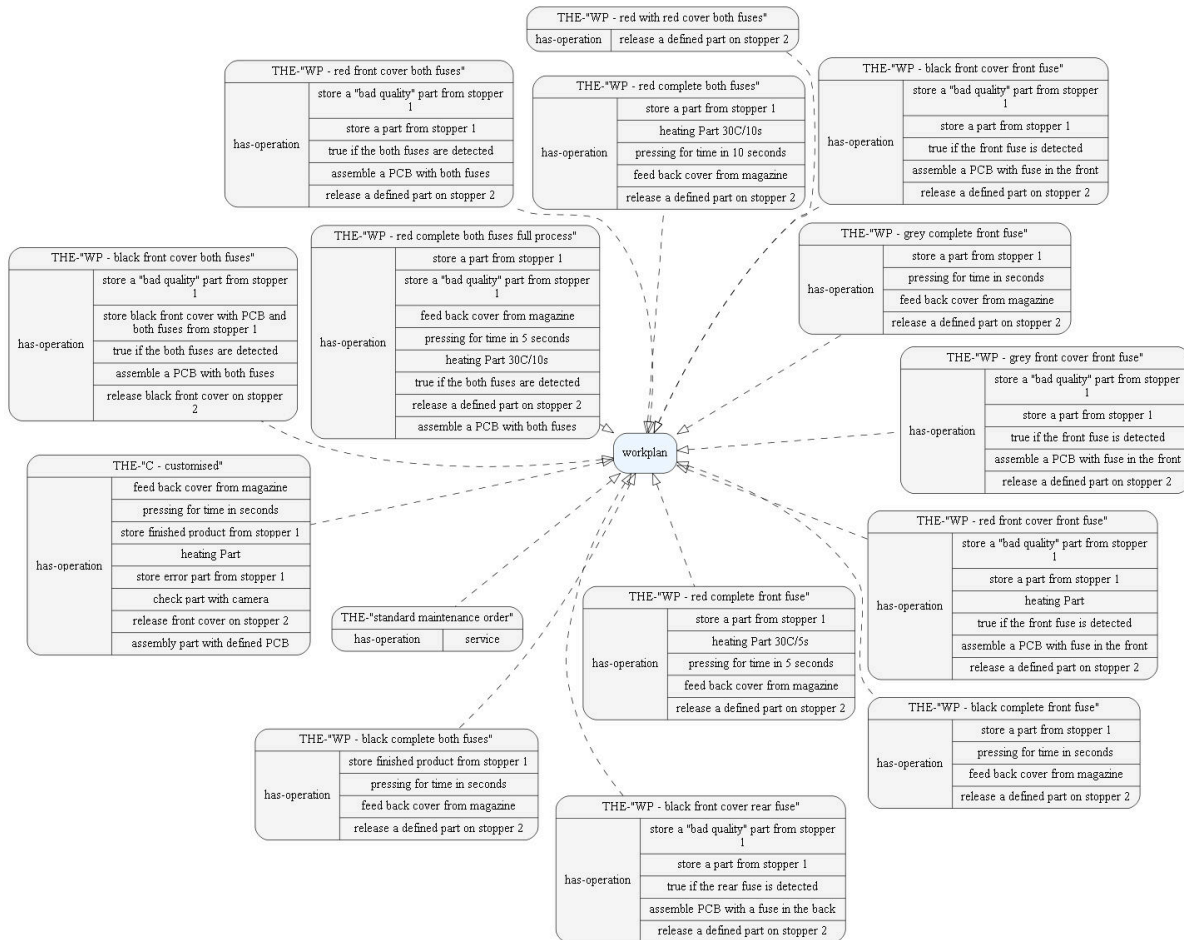 THE-"WP - red with red cover both fuses"
has-operation
release a defined part on stopper 2
THE-"WP - red front cover both fuses"
has-operation
store a "bad quality" part from stopper
1
store a part from stopper 1
true if the both fuses are detected
assemble a PCB with both fuses
release a defined part on stopper 2
THE-"WP - red complete both fuses"
has-operation
store a part from stopper 1
heating Part 30C/10s
pressing for time in 10 seconds
feed back cover from magazine
release a defined part on stopper 2
THE-"WP - black front cover front fuse"
has-operation
store a "bad quality" part from stopper
1
store a part from stopper 1
true if the front fuse is detected
assemble a PCB with fuse in the front
release a defined part on stopper 2
THE-"WP - black front cover both fuses"
has-operation
store a "bad quality" part from stopper
1
store black front cover with PCB and
both fuses from stopper 1
true if the both fuses are detected
assemble a PCB with both fuses
release black front cover on stopper
2
THE-"WP - red complete both fuses full process"
has-operation
store a part from stopper 1
store a "bad quality" part from stopper
1
feed back cover from magazine
pressing for time in 5 seconds
heating Part 30C/10s
true if the both fuses are detected
release a defined part on stopper 2
assemble a PCB with both fuses
THE-"WP - grey complete front fuse"
has-operation
store a part from stopper 1
pressing for time in seconds
feed back cover from magazine
release a defined part on stopper 2
THE-"WP - grey front cover front fuse"
has-operation
store a "bad quality" part from stopper
1
store a part from stopper 1
true if the front fuse is detected
assemble a PCB with fuse in the front
release a defined part on stopper 2
workplan
THE-"C - customised"
has-operation
feed back cover from magazine
pressing for time in seconds
store finished product from stopper 1
heating Part
store error part from stopper 1
check part with camera
release front cover on stopper 2
assembly part with defined PCB
THE-"standard maintenance order"
has-operation
service
THE-"WP - red complete front fuse"
has-operation
store a part from stopper 1
heating Part 30C/5s
pressing for time in 5 seconds
feed back cover from magazine
release a defined part on stopper 2
THE-"WP - red front cover front fuse"
has-operation
store a "bad quality" part from stopper
1
store a part from stopper 1
heating Part
true if the front fuse is detected
assemble a PCB with fuse in the front
release a defined part on stopper 2
THE-"WP - black complete front fuse"
has-operation
store a part from stopper 1
pressing for time in seconds
feed back cover from magazine
release a defined part on stopper 2
THE-"WP - black complete both fuses"
has-operation
store finished product from stopper 1
pressing for time in seconds
feed back cover from magazine
release a defined part on stopper 2
THE-"WP - black front cover rear fuse"
has-operation
store a "bad quality" part from stopper
1
store a part from stopper 1
true if the rear fuse is detected
assemble PCB with a fuse in the back
release a defined part on stopper 2